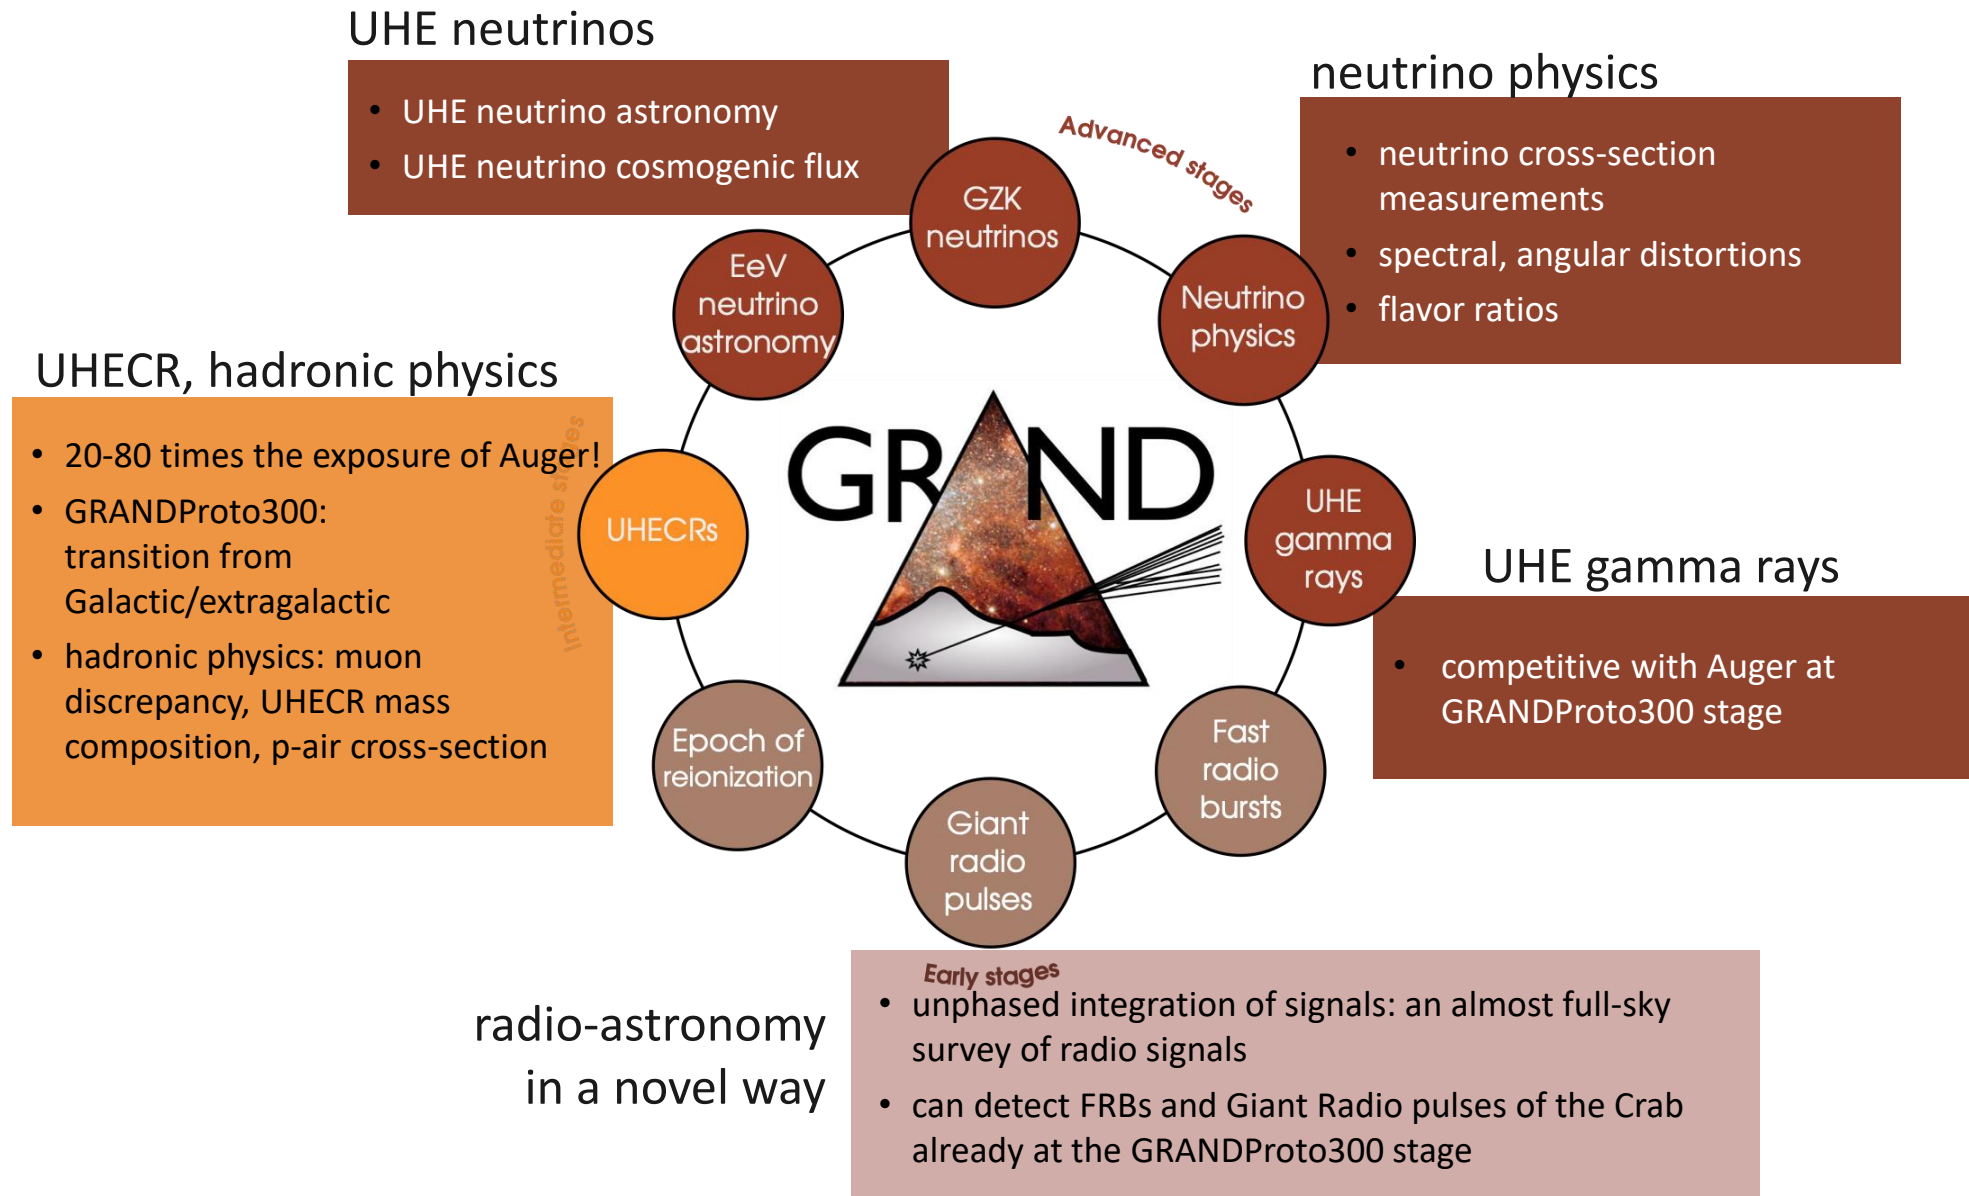 UHE neutrinos
• UHE neutrino astronomy
• UHE neutrino cosmogenic flux
neutrino physics
• neutrino cross-section
measurements
• spectral, angular distortions
• flavor ratios
Advanced stages
GZK
neutrinos
EeV
neutrino
astronomy
Neutrino
physics
UHECR, hadronic physics
• 20-80 times the exposure of Auger!
• GRANDProto300:
transition from
Galactic/extragalactic
• hadronic physics: muon
discrepancy, UHECR mass
composition, p-air cross-section
Intermediate stages
UHECRs
GRAND
UHE
gamma
rays
UHE gamma rays
• competitive with Auger at
GRANDProto300 stage
Epoch of
reionization
Giant
radio
pulses
Fast
radio
bursts
Early stages
radio-astronomy
in a novel way
• unphased integration of signals: an almost full-sky
survey of radio signals
• can detect FRBs and Giant Radio pulses of the Crab
already at the GRANDProto300 stage